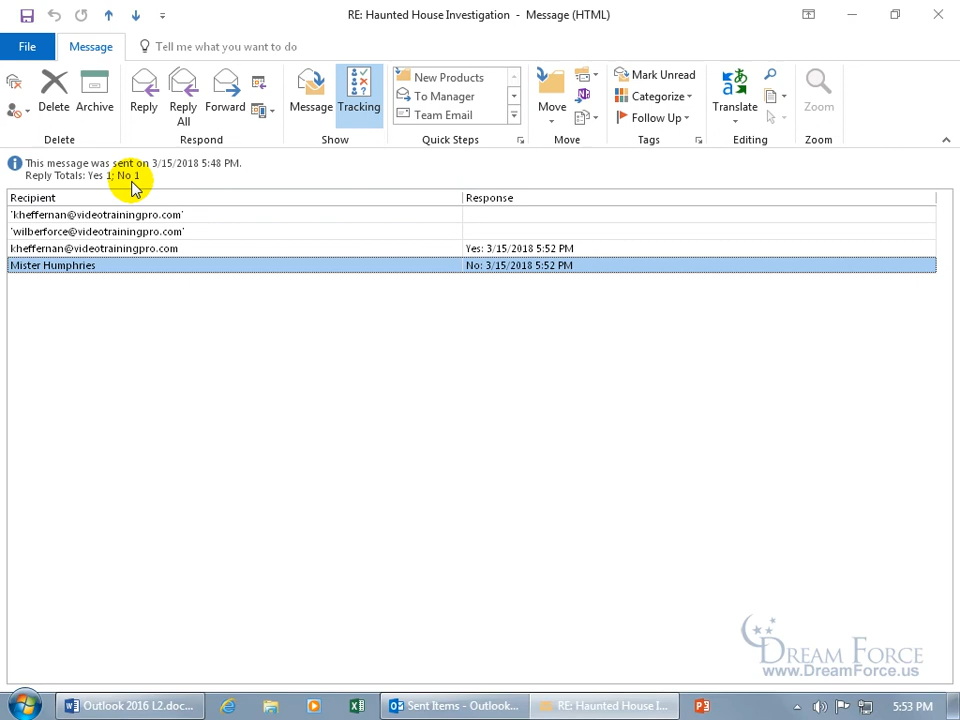 RE: Haunted House Investigation - Message (HTML)
File Message Tell me what you want to do
Delete Archive Reply Reply All Forward Message Tracking New Products To Manager Team Email Move Mark Unread Categorize Follow Up Translate Zoom
Delete Respond Show Quick Steps Move Tags Editing Zoom
This message was sent on 3/15/2018 5:48 PM.
Reply Totals: Yes 1; No 1
Recipient Response
'kheffernan@videotrainingpro.com'
'wilberforce@videotrainingpro.com'
kheffernan@videotrainingpro.com Yes: 3/15/2018 5:52 PM
Mister Humphries No: 3/15/2018 5:52 PM
DREAM FORCE
www.DreamForce.us
Outlook 2016 L2.doc... Sent Items - Outlook... RE: Haunted House I... 5:53 PM